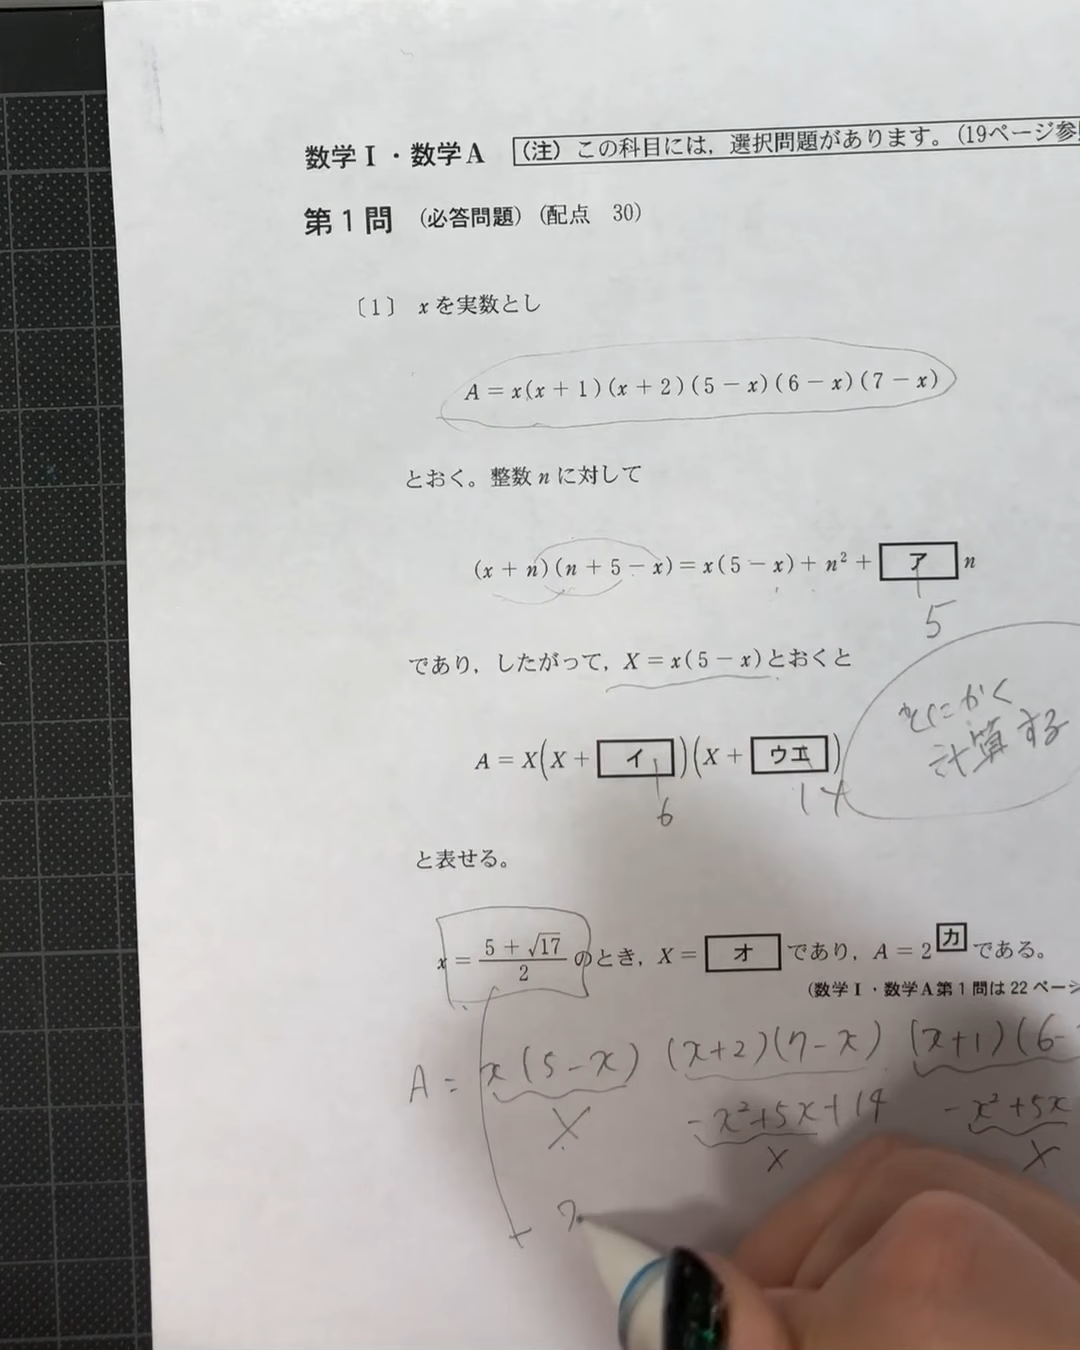 数学Ⅰ・数学A (注) この科目には，選択問題があります。(19ページ参
第1問 (必答問題)(配点 30)
〔1〕 x を実数とし
A = x(x + 1)(x + 2)(5 − x)(6 − x)(7 − x)
とおく。整数 n に対して
(x + n)(n + 5 − x) = x(5 − x) + n² + ア n
5
であり，したがって，X = x(5 − x)とおくと
とにかく
計算する
A = X(X + イ)(X + ウエ)
6 14
と表せる。
x = (5 + √17)/2 のとき，X = オ であり，A = 2^カ である。
(数学Ⅰ・数学A第1問は22ペー
A = x(5−x) (x+2)(7−x) (x+1)(6−
X −x²+5x+14 −x²+5x
X X